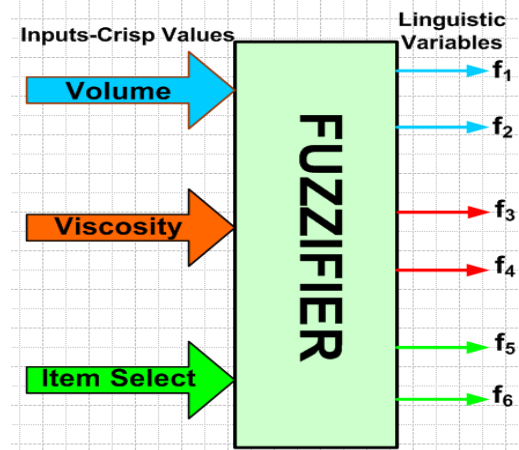 Inputs-Crisp Values
Linguistic
Variables
Volume
Viscosity
Item Select
FUZZIFIER
f1
f2
f3
f4
f5
f6